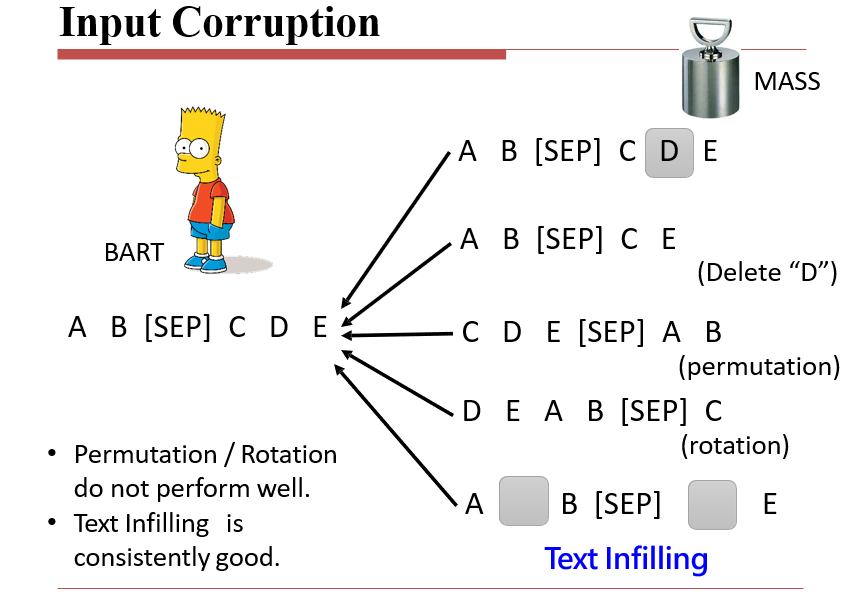 Input Corruption
MASS
A B [SEP] C D E
BART
A B [SEP] C E
(Delete “D”)
A B [SEP] C D E
C D E [SEP] A B
(permutation)
D E A B [SEP] C
(rotation)
• Permutation / Rotation
do not perform well.
• Text Infilling is
consistently good.
A B [SEP] E
Text Infilling